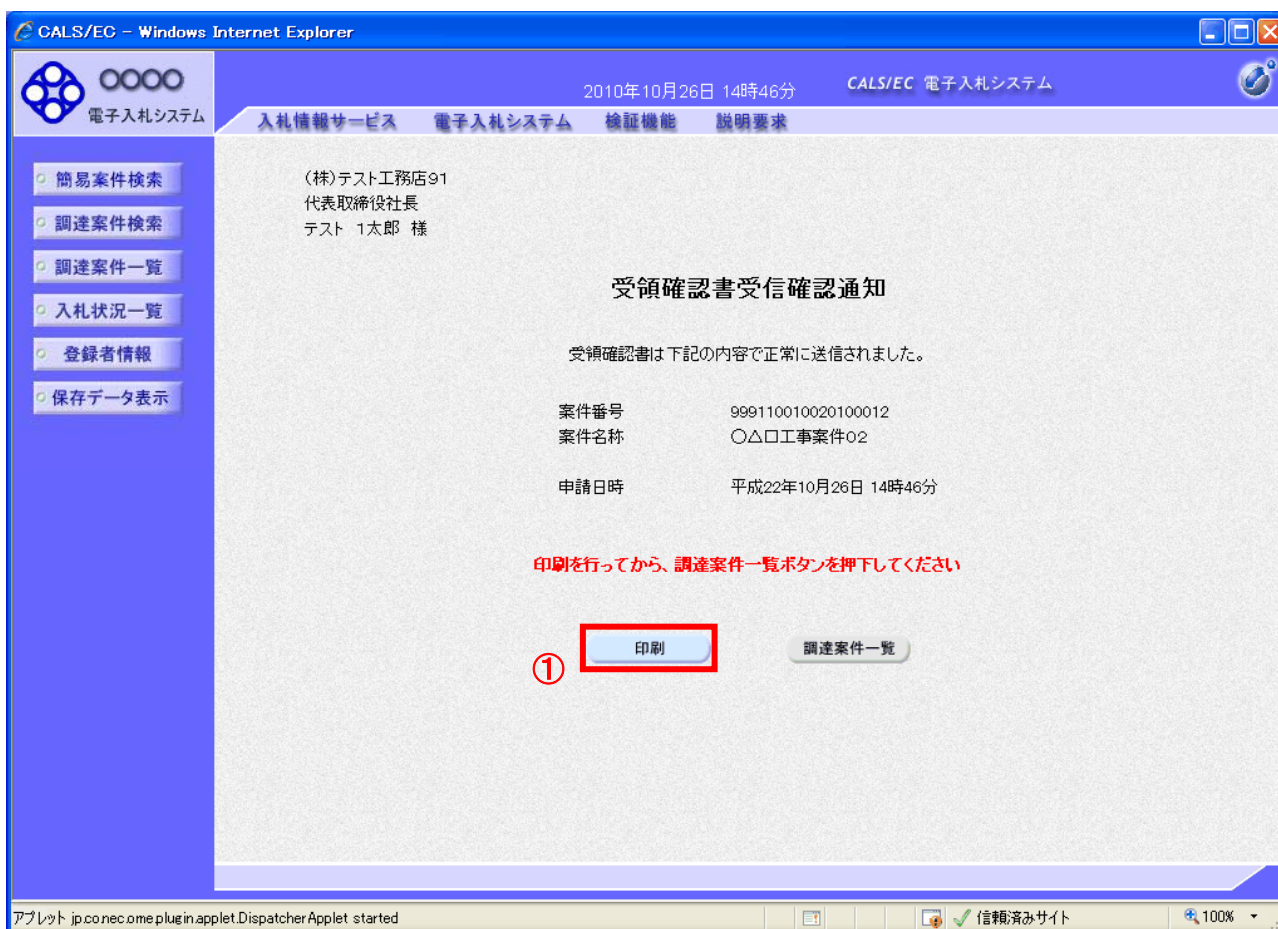 CALS/EC - Windows Internet Explorer
○○○○
電子入札システム
2010年10月26日 14時46分
CALS/EC 電子入札システム
入札情報サービス 電子入札システム 検証機能 説明要求
簡易案件検索
調達案件検索
調達案件一覧
入札状況一覧
登録者情報
保存データ表示
(株)テスト工務店91
代表取締役社長
テスト 1太郎 様
受領確認書受信確認通知
受領確認書は下記の内容で正常に送信されました。
案件番号 999110010020100012
案件名称 ○△□工事案件02
申請日時 平成22年10月26日 14時46分
印刷を行ってから、調達案件一覧ボタンを押下してください
① 印刷 調達案件一覧
アプレット jp.co.nec.ome.plugin.applet.DispatcherApplet started
信頼済みサイト
100%